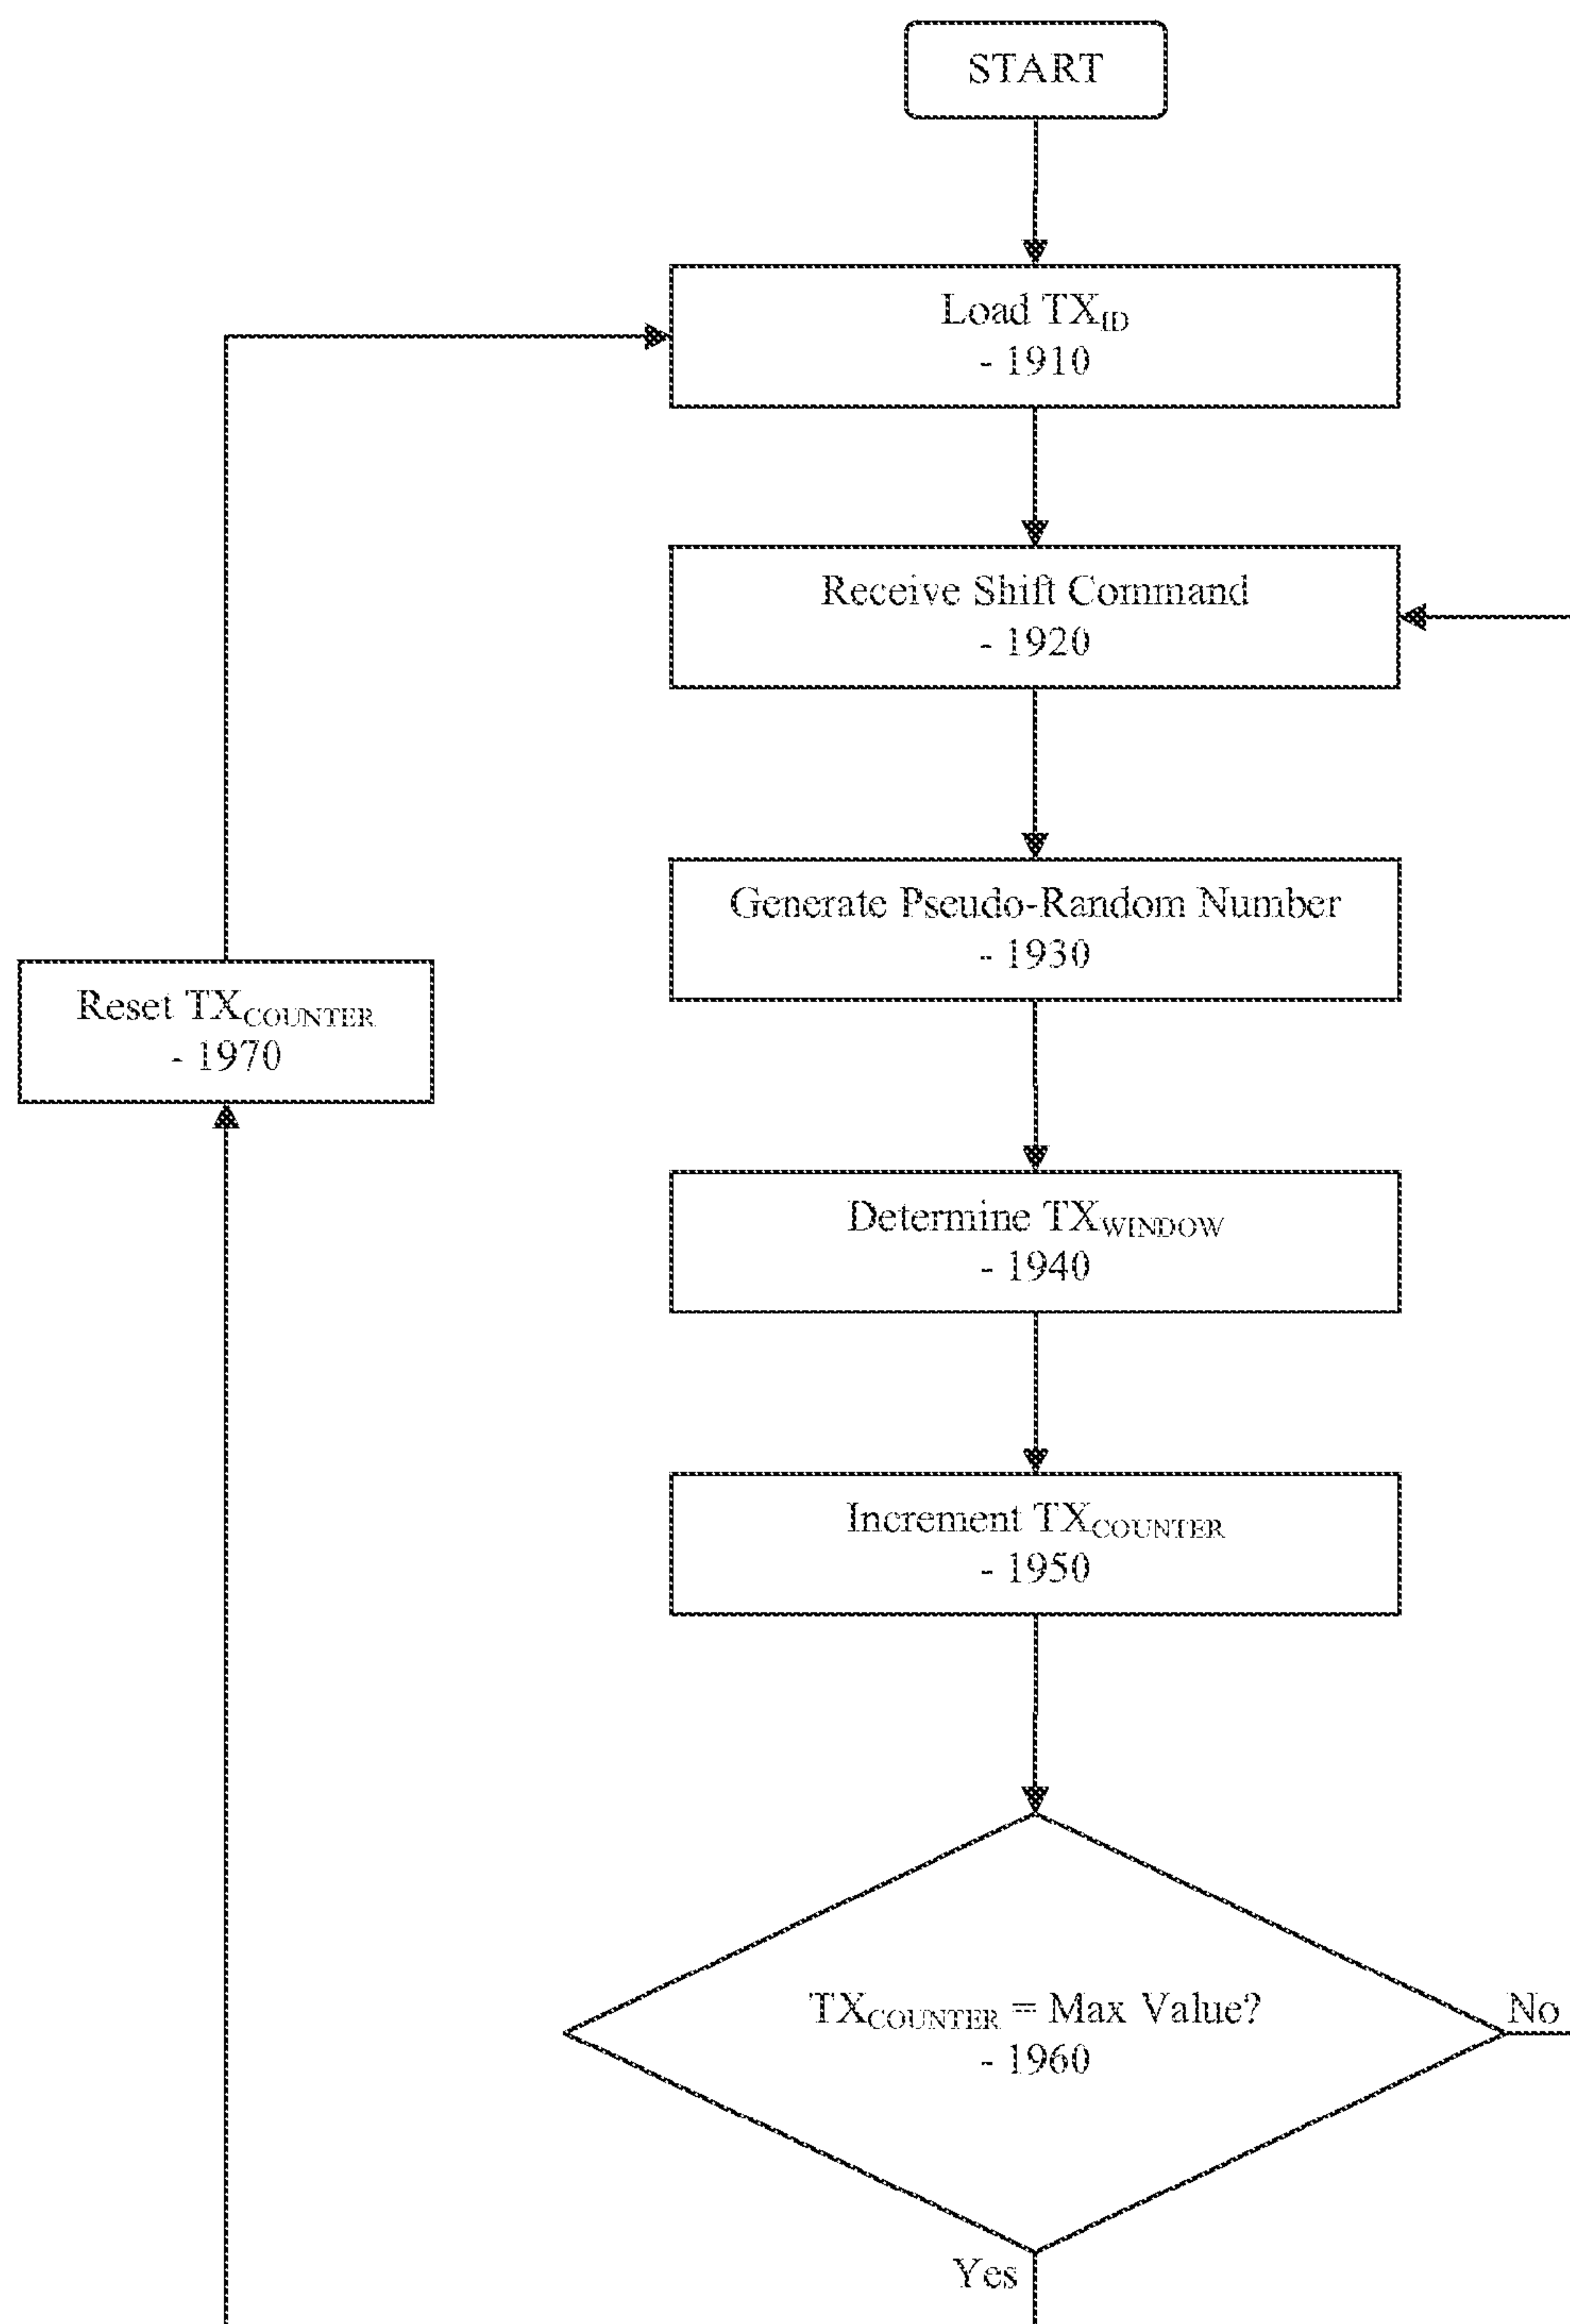 START
Load TX_ID
- 1910
Receive Shift Command
- 1920
Generate Pseudo-Random Number
- 1930
Reset TX_COUNTER
- 1970
Determine TX_WINDOW
- 1940
Increment TX_COUNTER
- 1950
TX_COUNTER = Max Value?
- 1960
No
Yes